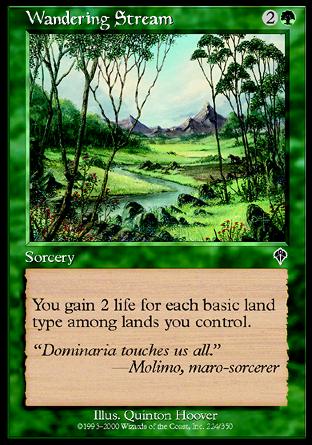 Wandering Stream 2
Sorcery
You gain 2 life for each basic land
type among lands you control.
“Dominaria touches us all.”
—Molimo, maro-sorcerer
Illus. Quinton Hoover
©1993–2000 Wizards of the Coast, Inc. 224/350